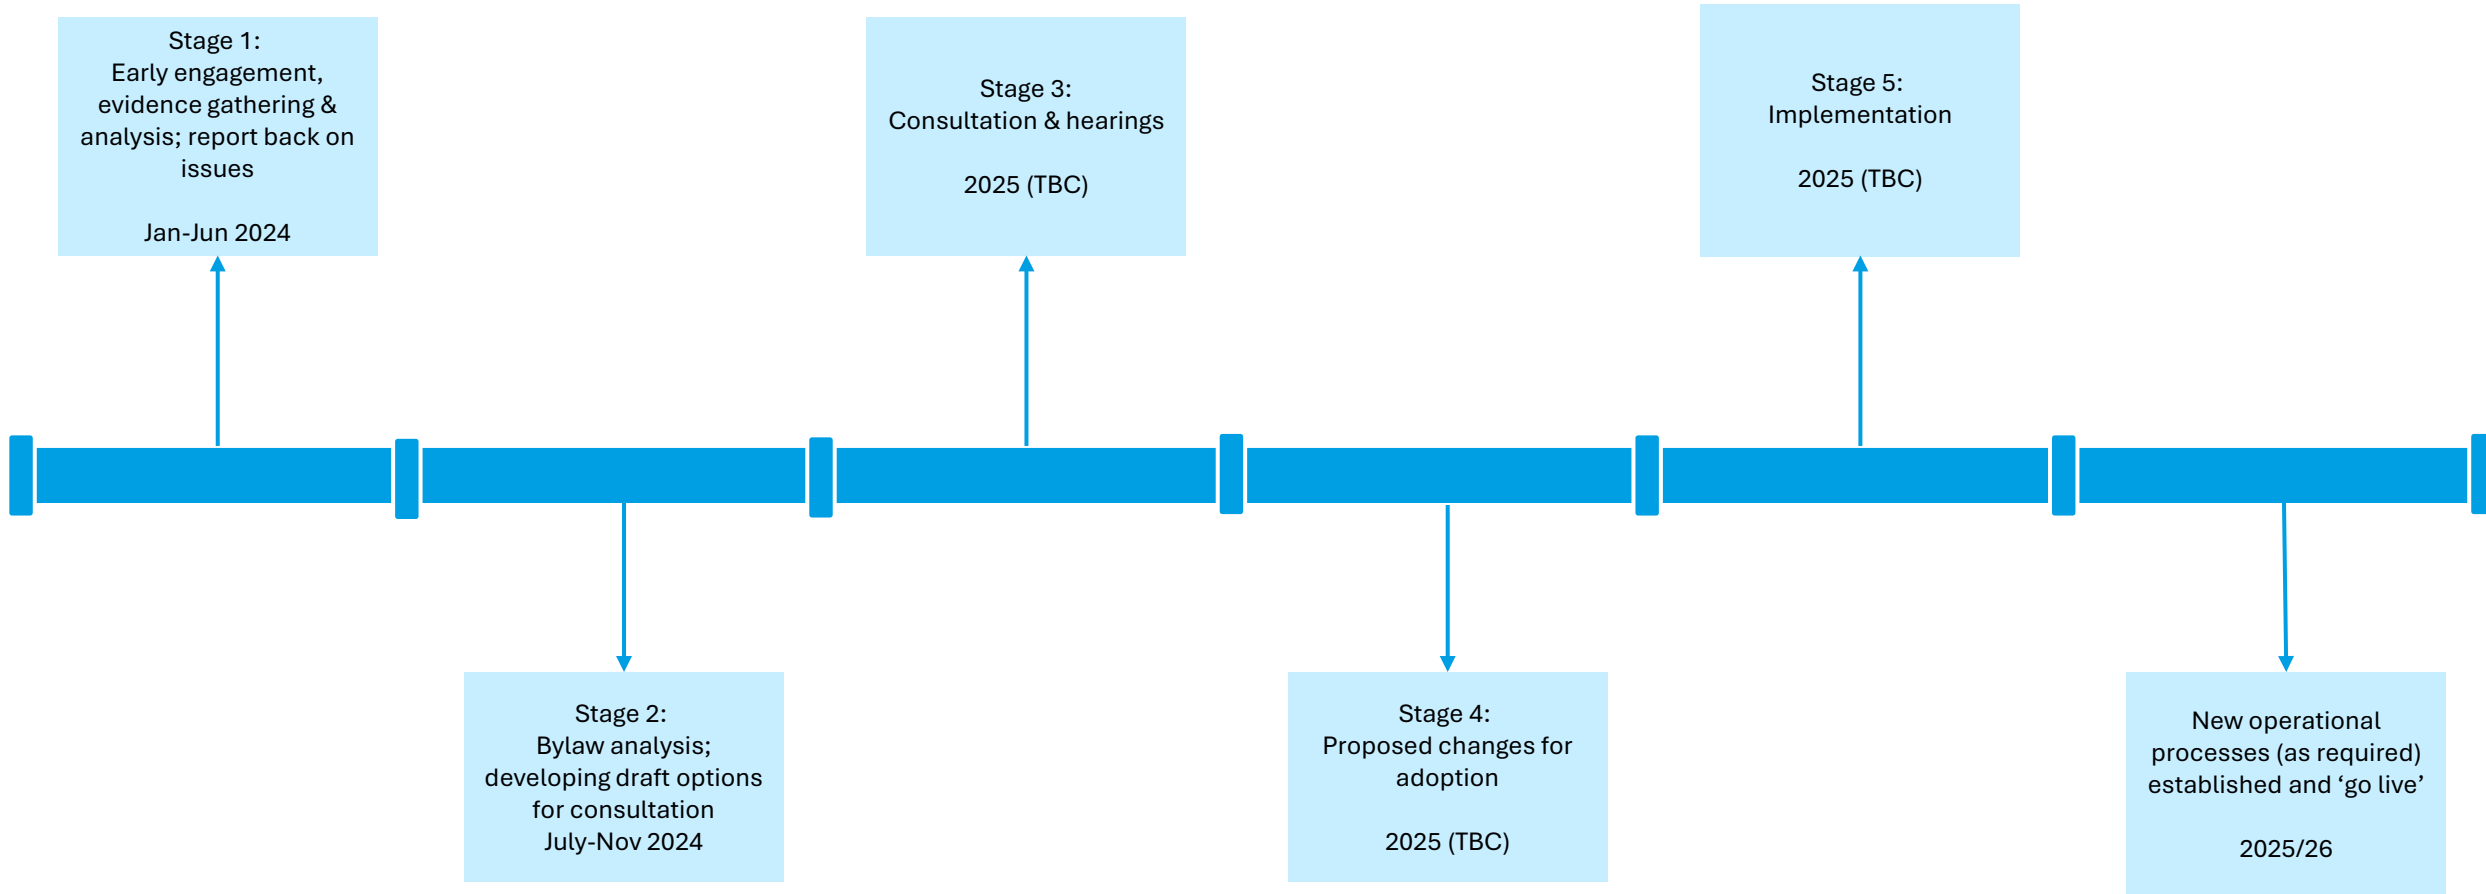 Stage 1:
Early engagement,
evidence gathering &
analysis; report back on
issues
Jan-Jun 2024
Stage 2:
Bylaw analysis;
developing draft options
for consultation
July-Nov 2024
Stage 3:
Consultation & hearings
2025 (TBC)
Stage 4:
Proposed changes for
adoption
2025 (TBC)
Stage 5:
Implementation
2025 (TBC)
New operational
processes (as required)
established and ‘go live’
2025/26